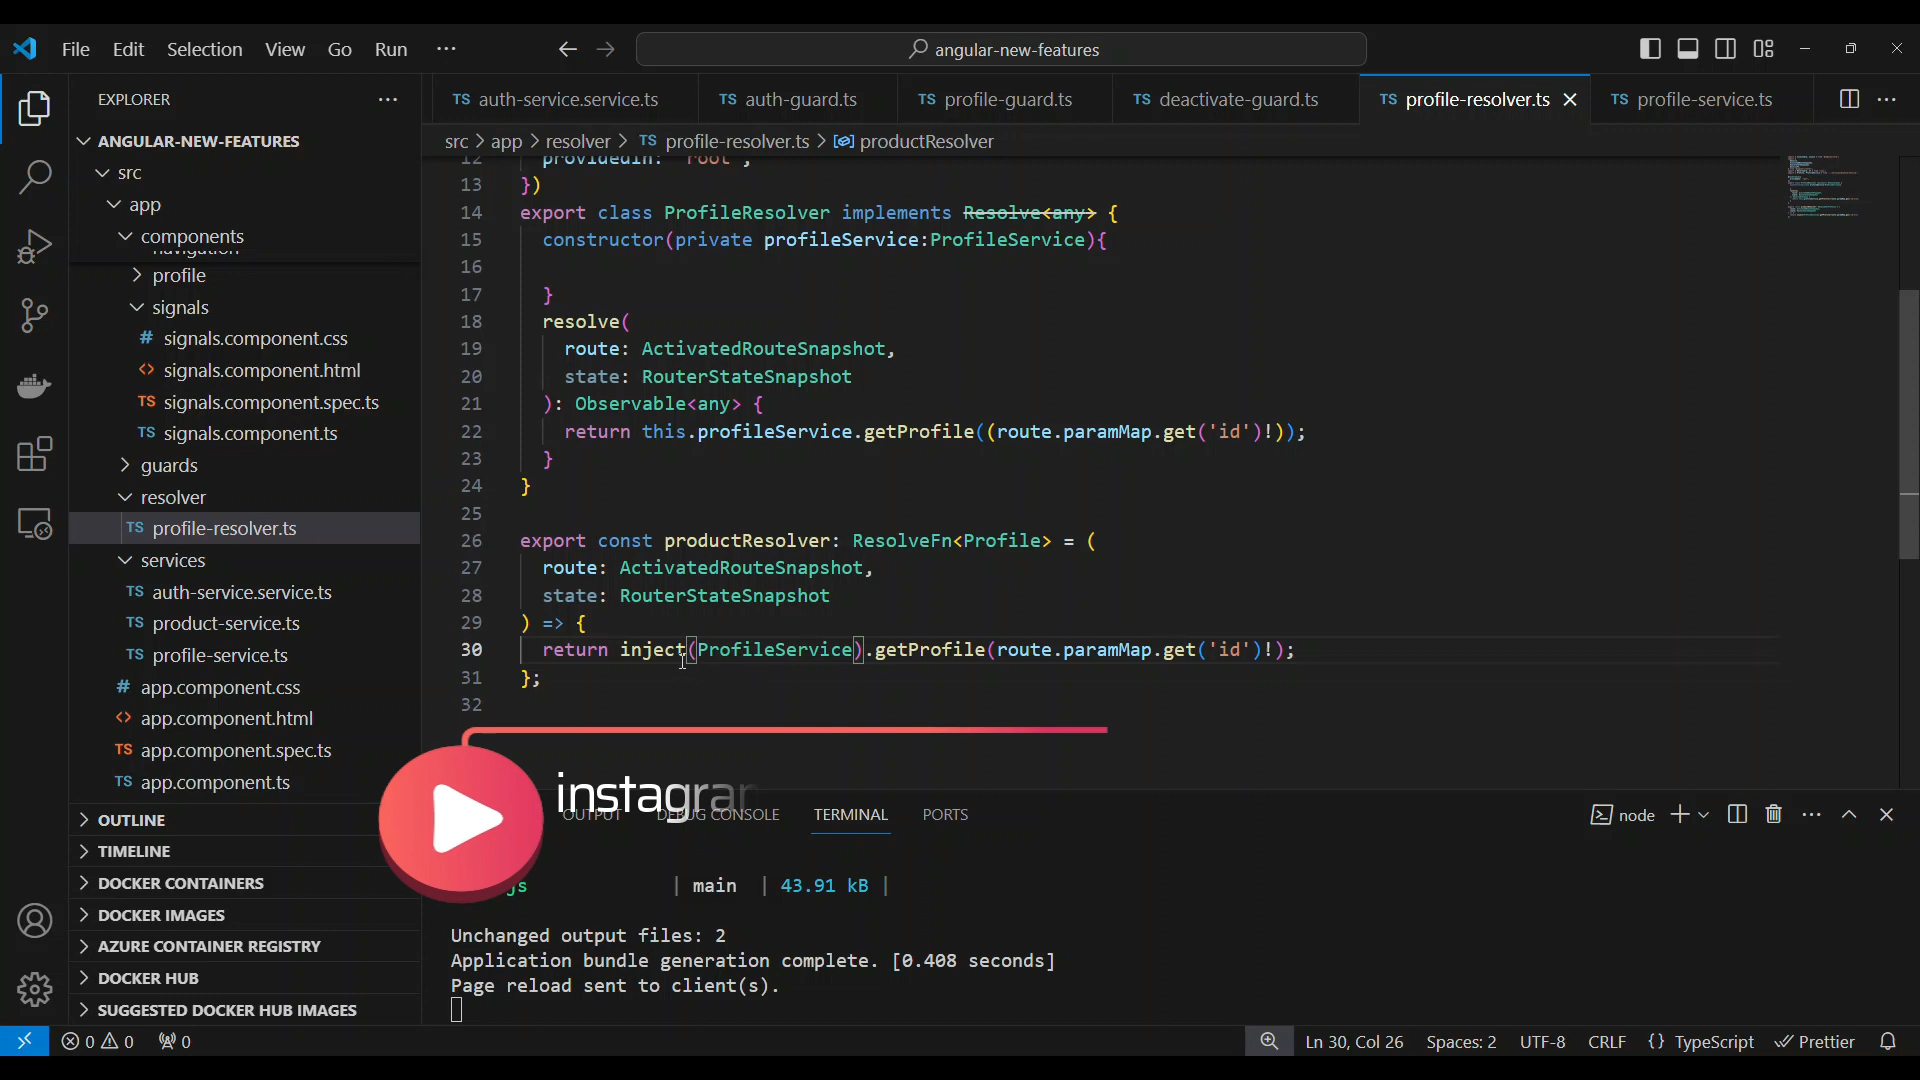 File Edit Selection View Go Run ···
angular-new-features
EXPLORER
ANGULAR-NEW-FEATURES
src
app
components
navigation
profile
signals
# signals.component.css
<> signals.component.html
TS signals.component.spec.ts
TS signals.component.ts
guards
resolver
TS profile-resolver.ts
services
TS auth-service.service.ts
TS product-service.ts
TS profile-service.ts
# app.component.css
<> app.component.html
TS app.component.spec.ts
TS app.component.ts
OUTLINE
TIMELINE
DOCKER CONTAINERS
DOCKER IMAGES
AZURE CONTAINER REGISTRY
DOCKER HUB
SUGGESTED DOCKER HUB IMAGES
TS auth-service.service.ts TS auth-guard.ts TS profile-guard.ts TS deactivate-guard.ts TS profile-resolver.ts TS profile-service.ts
src > app > resolver > TS profile-resolver.ts > productResolver
12 providedIn: 'root',
13 })
14 export class ProfileResolver implements Resolve<any> {
15 constructor(private profileService:ProfileService){
16
17 }
18 resolve(
19 route: ActivatedRouteSnapshot,
20 state: RouterStateSnapshot
21 ): Observable<any> {
22 return this.profileService.getProfile((route.paramMap.get('id')!));
23 }
24 }
25
26 export const productResolver: ResolveFn<Profile> = (
27 route: ActivatedRouteSnapshot,
28 state: RouterStateSnapshot
29 ) => {
30 return inject(ProfileService).getProfile(route.paramMap.get('id')!);
31 };
32
instagra
OUTPUT DEBUG CONSOLE TERMINAL PORTS
node
js | main | 43.91 kB |
Unchanged output files: 2
Application bundle generation complete. [0.408 seconds]
Page reload sent to client(s).
0 0 0
Ln 30, Col 26 Spaces: 2 UTF-8 CRLF {} TypeScript Prettier